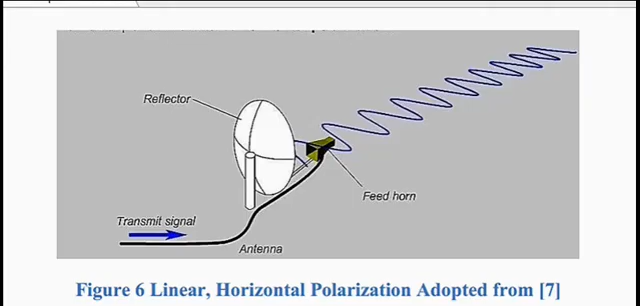 Reflector
Feed horn
Transmit signal
Antenna
Figure 6 Linear, Horizontal Polarization Adopted from [7]